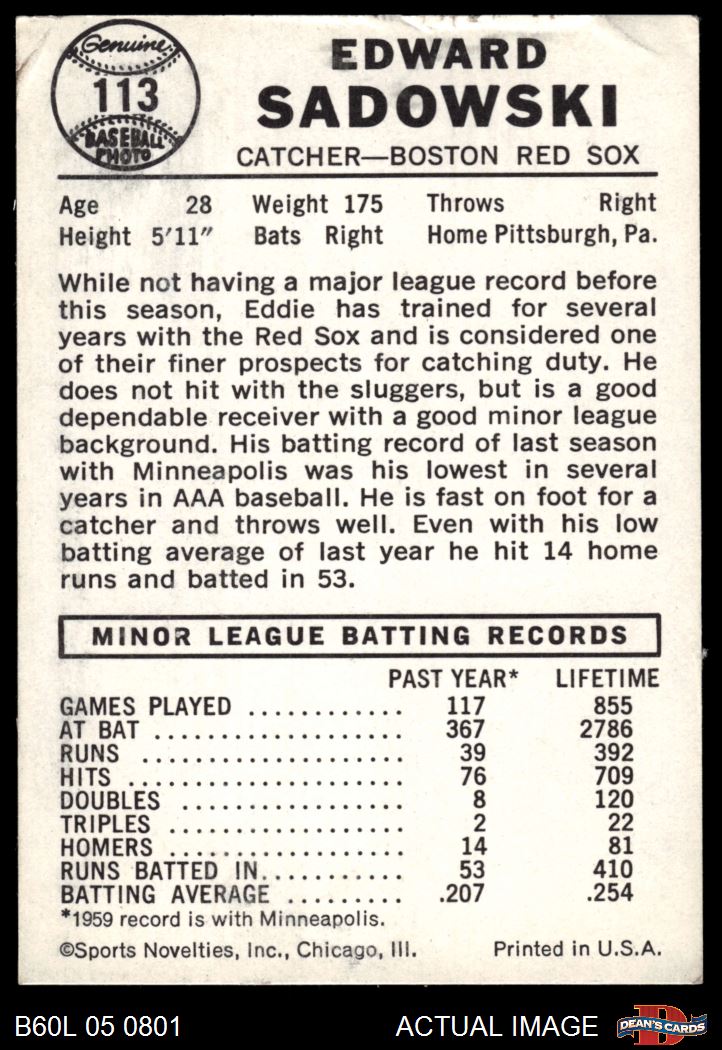 Genuine
113
BASEBALL
PHOTO
EDWARD
SADOWSKI
CATCHER—BOSTON RED SOX
Age 28 Weight 175 Throws Right
Height 5'11" Bats Right Home Pittsburgh, Pa.
While not having a major league record before
this season, Eddie has trained for several
years with the Red Sox and is considered one
of their finer prospects for catching duty. He
does not hit with the sluggers, but is a good
dependable receiver with a good minor league
background. His batting record of last season
with Minneapolis was his lowest in several
years in AAA baseball. He is fast on foot for a
catcher and throws well. Even with his low
batting average of last year he hit 14 home
runs and batted in 53.
MINOR LEAGUE BATTING RECORDS
PAST YEAR* LIFETIME
GAMES PLAYED ............ 117 855
AT BAT .................... 367 2786
RUNS ..................... 39 392
HITS ...................... 76 709
DOUBLES ................. 8 120
TRIPLES .................. 2 22
HOMERS .................. 14 81
RUNS BATTED IN............ 53 410
BATTING AVERAGE ......... .207 .254
*1959 record is with Minneapolis.
©Sports Novelties, Inc., Chicago, Ill. Printed in U.S.A.
B60L 05 0801 ACTUAL IMAGE D DEAN'S CARDS